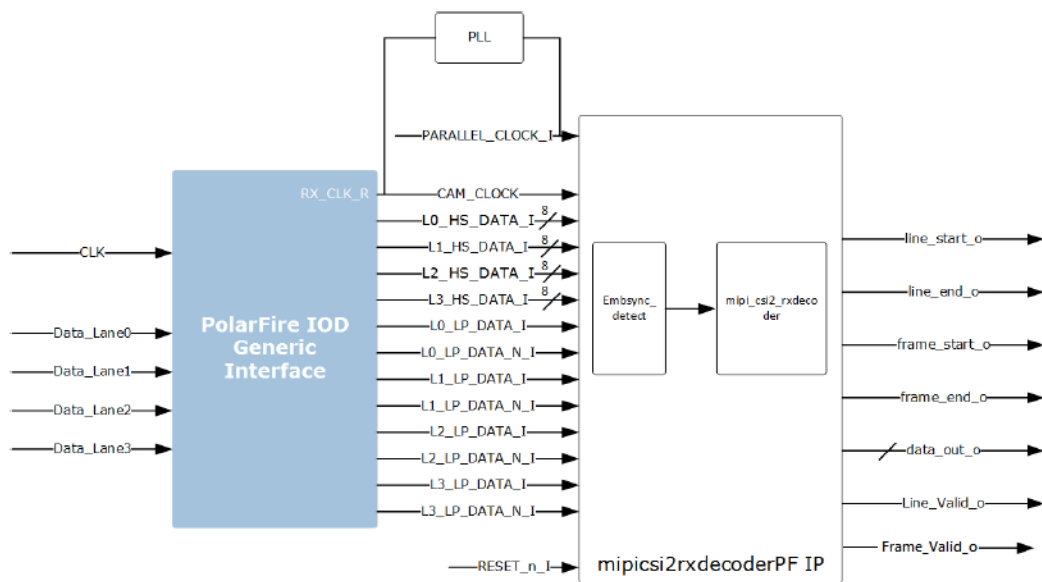 PLL
PARALLEL_CLOCK_I
RX_CLK_R
CAM_CLOCK
L0_HS_DATA_I
8
L1_HS_DATA_I
8
L2_HS_DATA_I
8
L3_HS_DATA_I
8
L0_LP_DATA_I
L0_LP_DATA_N_I
L1_LP_DATA_I
L1_LP_DATA_N_I
L2_LP_DATA_I
L2_LP_DATA_N_I
L3_LP_DATA_I
L3_LP_DATA_N_I
RESET_n_I
CLK
Data_Lane0
Data_Lane1
Data_Lane2
Data_Lane3
PolarFire IOD
Generic
Interface
Embsync_
detect
mipi_csi2_rxdeco
der
mipicsi2rxdecoderPF IP
line_start_o
line_end_o
frame_start_o
frame_end_o
data_out_o
Line_Valid_o
Frame_Valid_o